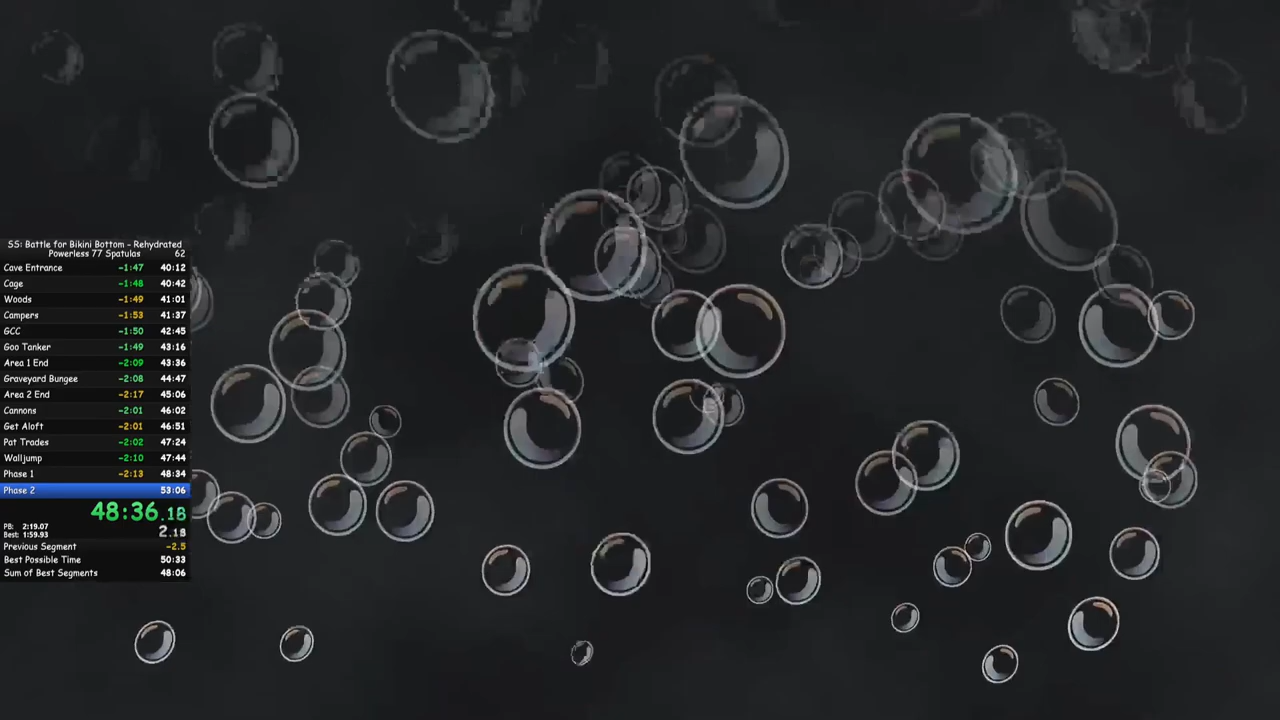 SS: Battle for Bikini Bottom - Rehydrated
Powerless 77 Spatulas 62
Cave Entrance -1:47 40:12
Cage -1:48 40:42
Woods -1:49 41:01
Campers -1:53 41:37
GCC -1:50 42:45
Goo Tanker -1:49 43:16
Area 1 End -2:09 43:36
Graveyard Bungee -2:08 44:47
Area 2 End -2:17 45:06
Cannons -2:01 46:02
Get Aloft -2:01 46:51
Pat Trades -2:02 47:24
Walljump -2:10 47:44
Phase 1 -2:13 48:34
Phase 2 53:06
48:36.18
PB: 2:19.07
Best: 1:59.93 2.18
Previous Segment -2.5
Best Possible Time 50:33
Sum of Best Segments 48:06